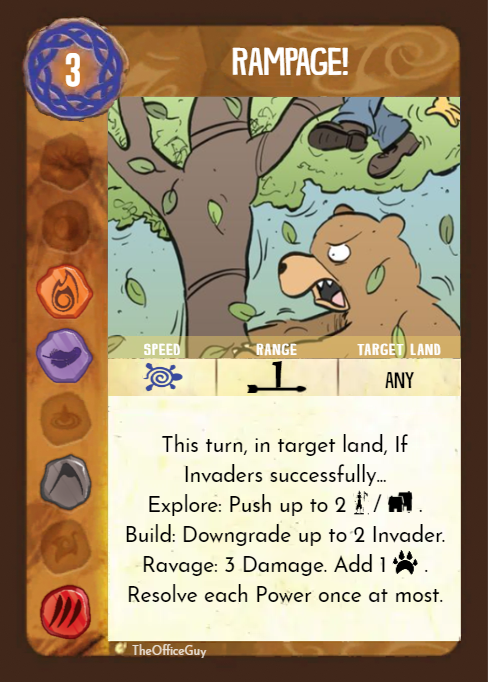 3
RAMPAGE!
SPEED RANGE TARGET LAND
1 ANY
This turn, in target land, If
Invaders successfully...
Explore: Push up to 2 / .
Build: Downgrade up to 2 Invader.
Ravage: 3 Damage. Add 1 .
Resolve each Power once at most.
TheOfficeGuy